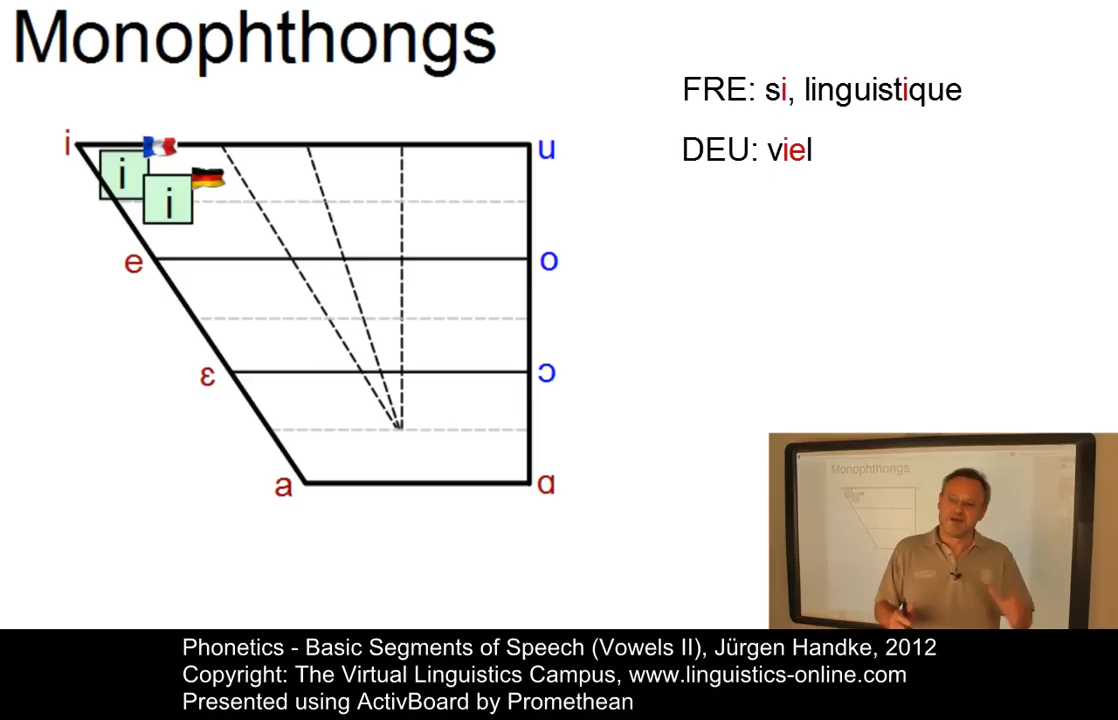 Monophthongs
FRE: si, linguistique
DEU: viel
i
u
i
i
e
o
ɛ
ɔ
a
ɑ
Monophthongs
Phonetics - Basic Segments of Speech (Vowels II), Jürgen Handke, 2012
Copyright: The Virtual Linguistics Campus, www.linguistics-online.com
Presented using ActivBoard by Promethean